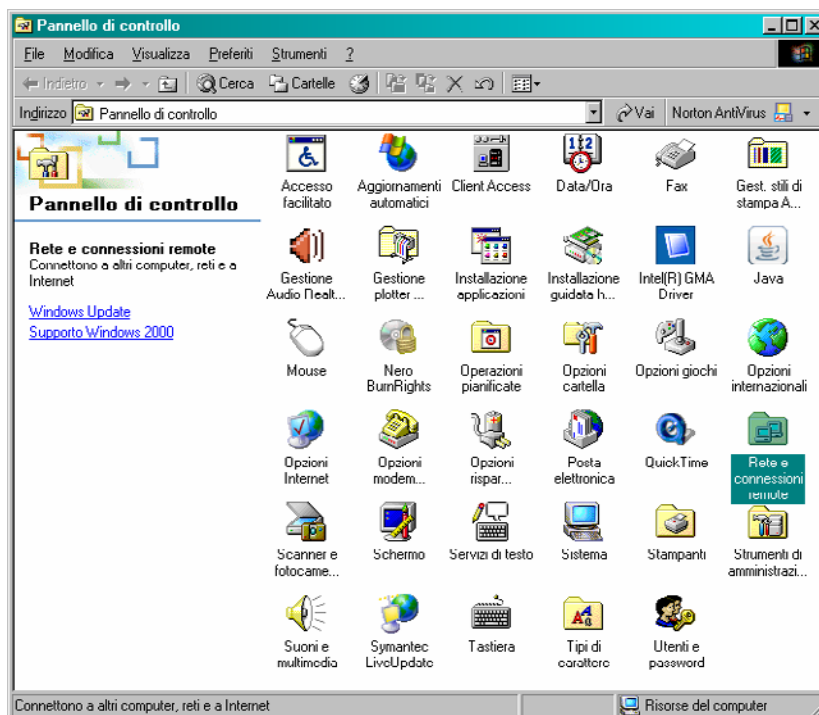 Pannello di controllo
File Modifica Visualizza Preferiti Strumenti ?
Indietro Cerca Cartelle
Indirizzo Pannello di controllo Vai Norton AntiVirus
Pannello di controllo
Rete e connessioni remote
Connettono a altri computer, reti e a
Internet
Windows Update
Supporto Windows 2000
Accesso
facilitato
Aggiornamenti
automatici
Client Access
Data/Ora
Fax
Gest. stili di
stampa A...
Gestione
Audio Realt...
Gestione
plotter ...
Installazione
applicazioni
Installazione
guidata h...
Intel(R) GMA
Driver
Java
Mouse
Nero
BurnRights
Operazioni
pianificate
Opzioni
cartella
Opzioni giochi
Opzioni
internazionali
Opzioni
Internet
Opzioni
modem...
Opzioni
rispar...
Posta
elettronica
QuickTime
Rete e
connessioni
remote
Scanner e
fotocame...
Schermo
Servizi di testo
Sistema
Stampanti
Strumenti di
amministrazi...
Suoni e
multimedia
Symantec
LiveUpdate
Tastiera
Tipi di
carattere
Utenti e
password
Connettono a altri computer, reti e a Internet
Risorse del computer